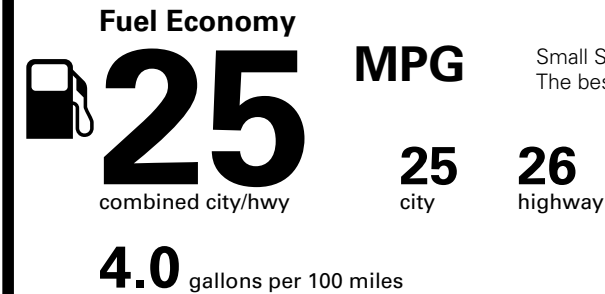 Fuel Economy
25 MPG
Small S
The bes
combined city/hwy
25 city
26 highway
4.0 gallons per 100 miles